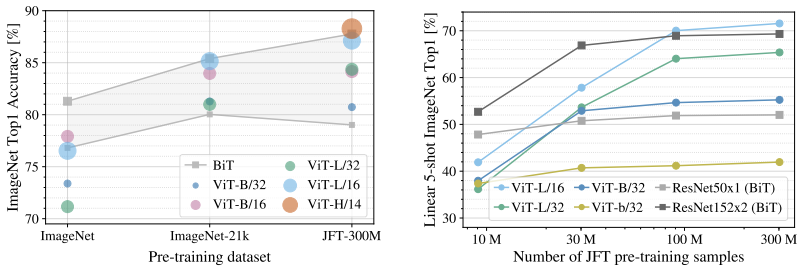 ImageNet Top1 Accuracy [%]
90
85
80
75
70
BiT
ViT-B/32
ViT-B/16
ViT-L/32
ViT-L/16
ViT-H/14
ImageNet
ImageNet-21k
JFT-300M
Pre-training dataset
Linear 5-shot ImageNet Top1 [%]
70
60
50
40
30
ViT-L/16
ViT-L/32
ViT-B/32
ViT-b/32
ResNet50x1 (BiT)
ResNet152x2 (BiT)
10 M
30 M
100 M
300 M
Number of JFT pre-training samples